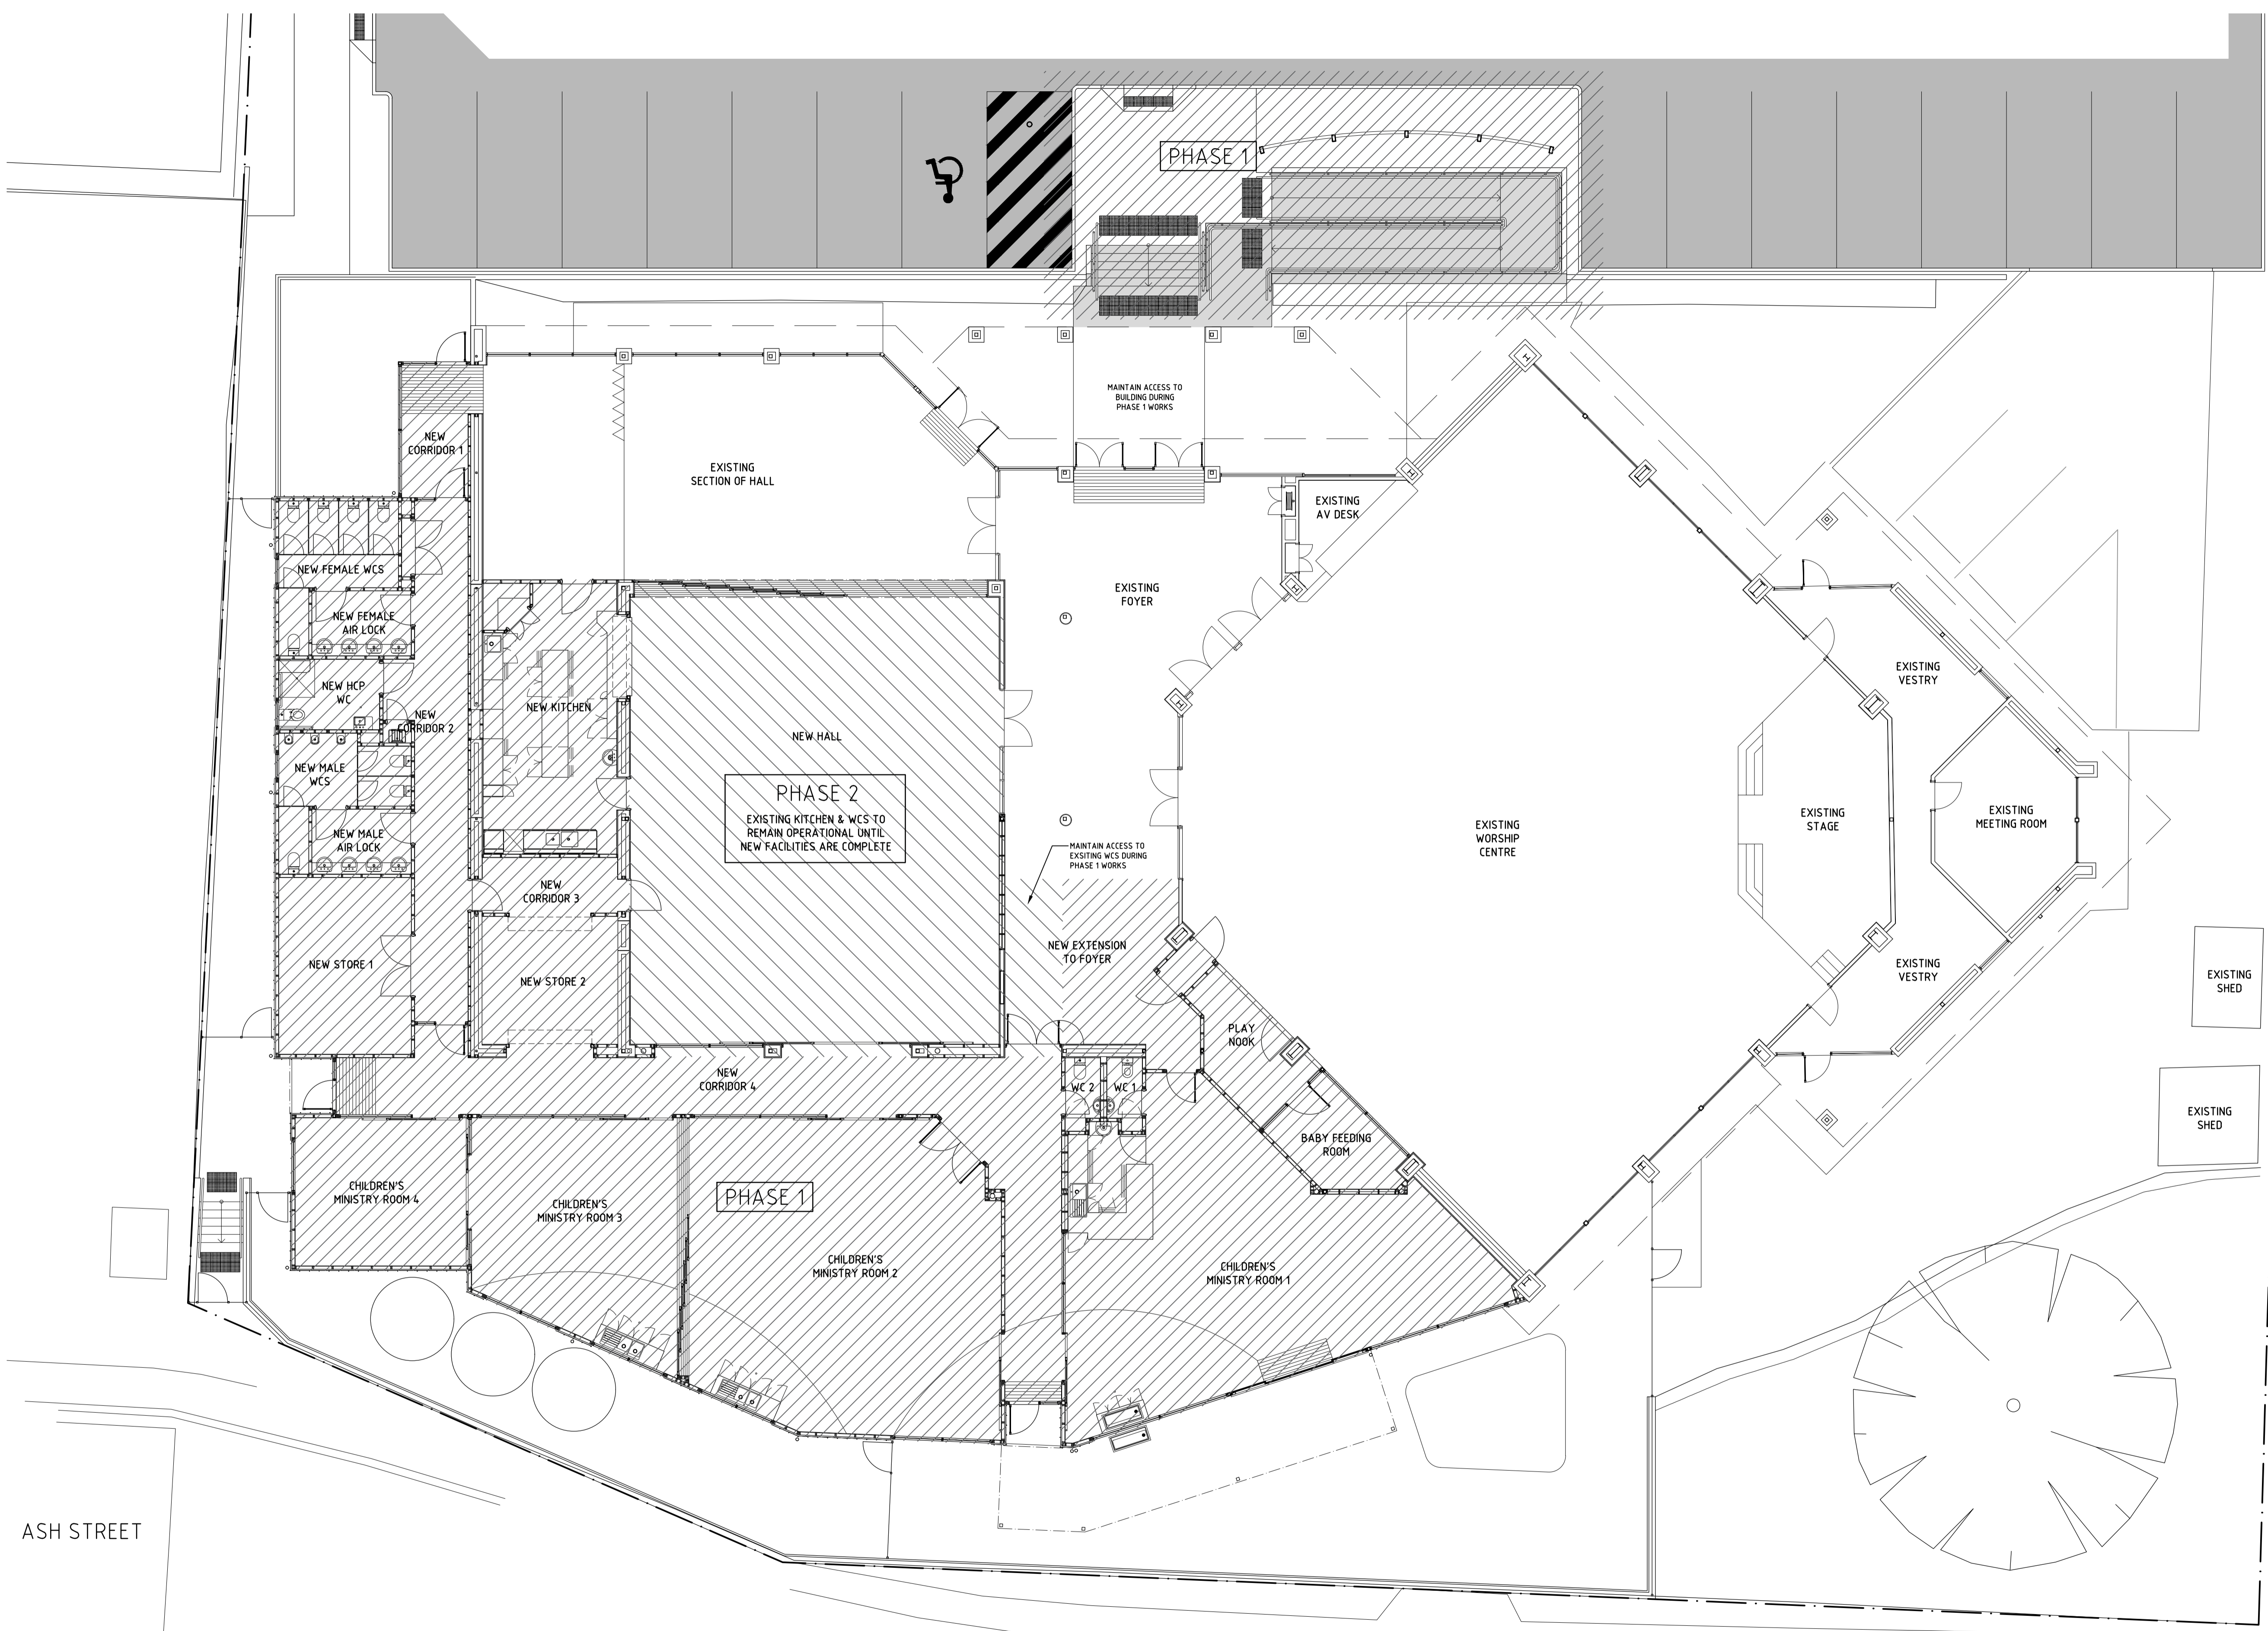 PHASE 1
MAINTAIN ACCESS TO
BUILDING DURING
PHASE 1 WORKS
NEW
CORRIDOR 1
EXISTING
SECTION OF HALL
EXISTING
AV DESK
NEW FEMALE WCS
EXISTING
FOYER
NEW FEMALE
AIR LOCK
EXISTING
VESTRY
NEW HCP
WC
NEW KITCHEN
NEW
CORRIDOR 2
NEW HALL
NEW MALE
WCS
PHASE 2
EXISTING KITCHEN & WCS TO
REMAIN OPERATIONAL UNTIL
NEW FACILITIES ARE COMPLETE
EXISTING
WORSHIP
CENTRE
EXISTING
STAGE
EXISTING
MEETING ROOM
NEW MALE
AIR LOCK
MAINTAIN ACCESS TO
EXSITING WCS DURING
PHASE 1 WORKS
NEW
CORRIDOR 3
NEW EXTENSION
TO FOYER
NEW STORE 1
NEW STORE 2
EXISTING
VESTRY
EXISTING
SHED
PLAY
NOOK
NEW
CORRIDOR 4
WC 2
WC 1
EXISTING
SHED
BABY FEEDING
ROOM
CHILDREN'S
MINISTRY ROOM 4
PHASE 1
CHILDREN'S
MINISTRY ROOM 3
CHILDREN'S
MINISTRY ROOM 2
CHILDREN'S
MINISTRY ROOM 1
ASH STREET